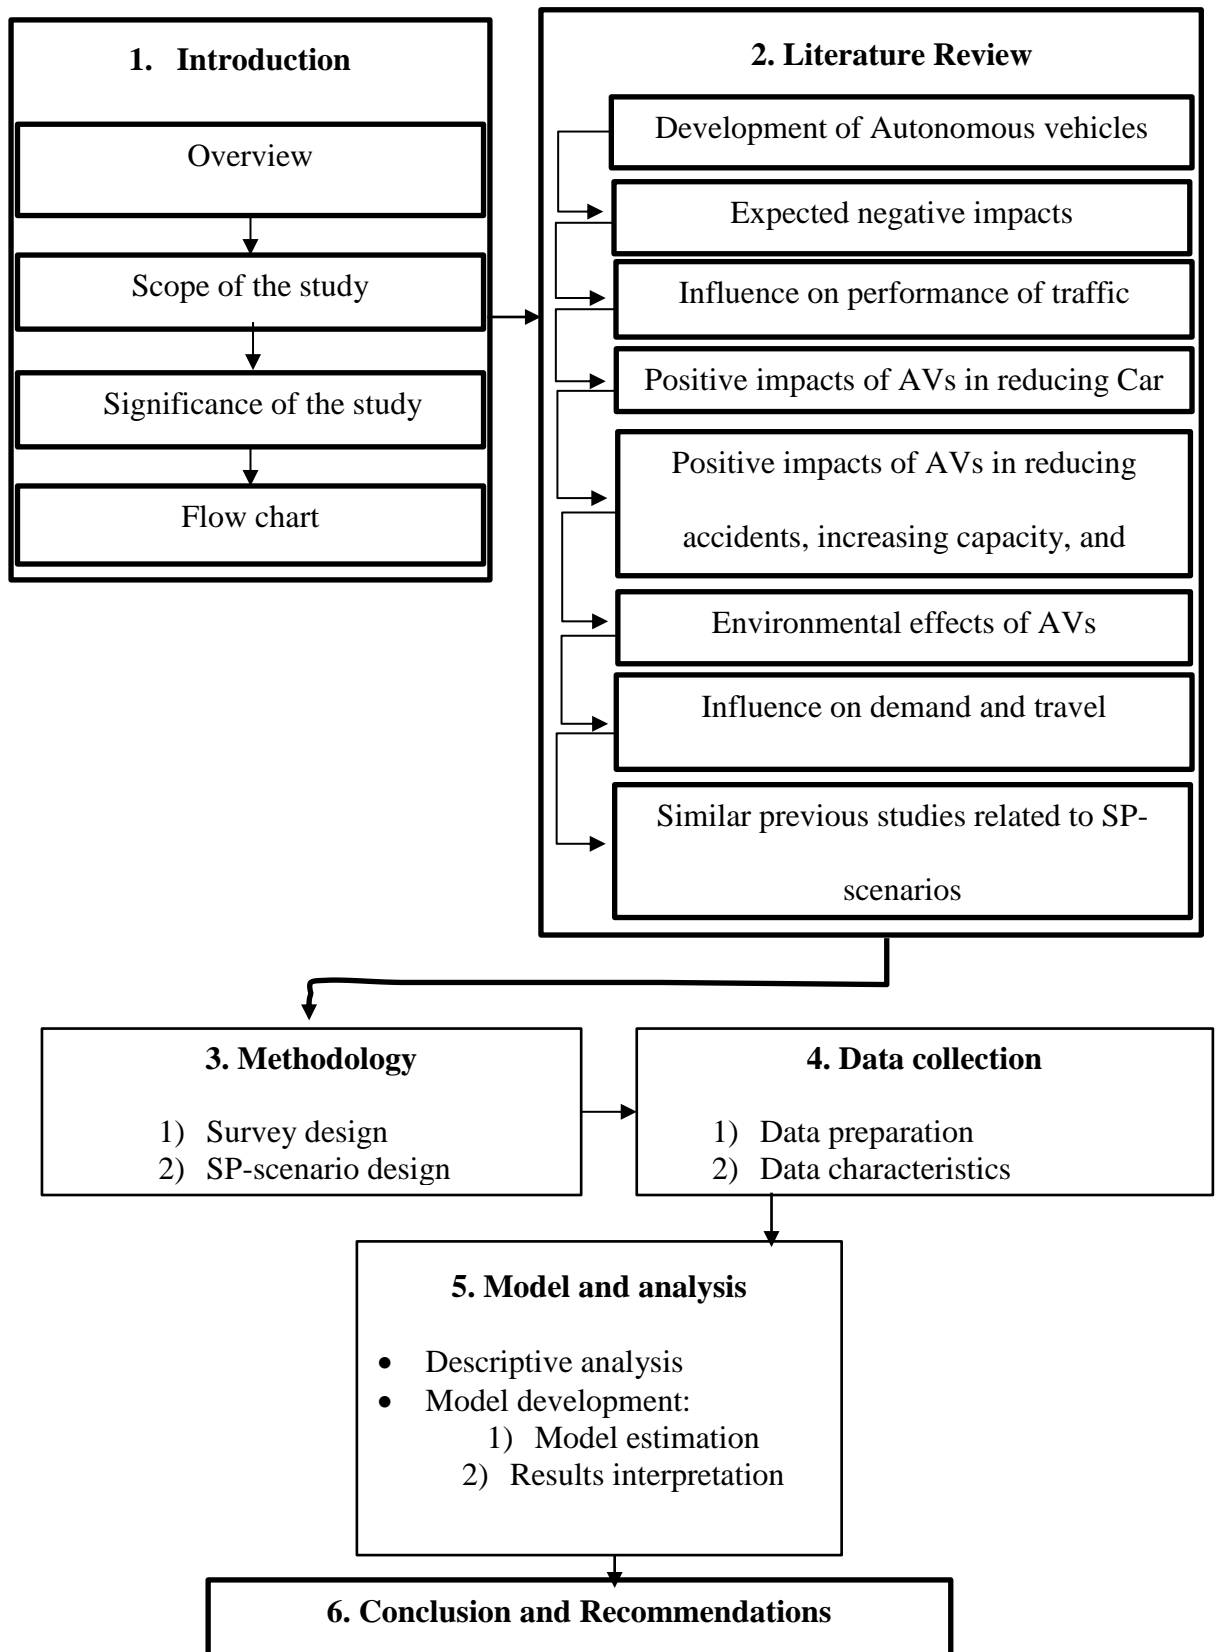 1. Introduction
Overview
Scope of the study
Significance of the study
Flow chart
2. Literature Review
Development of Autonomous vehicles
Expected negative impacts
Influence on performance of traffic
Positive impacts of AVs in reducing Car
Positive impacts of AVs in reducing
accidents, increasing capacity, and
Environmental effects of AVs
Influence on demand and travel
Similar previous studies related to SP-
scenarios
3. Methodology
1) Survey design
2) SP-scenario design
4. Data collection
1) Data preparation
2) Data characteristics
5. Model and analysis
• Descriptive analysis
• Model development:
1) Model estimation
2) Results interpretation
6. Conclusion and Recommendations